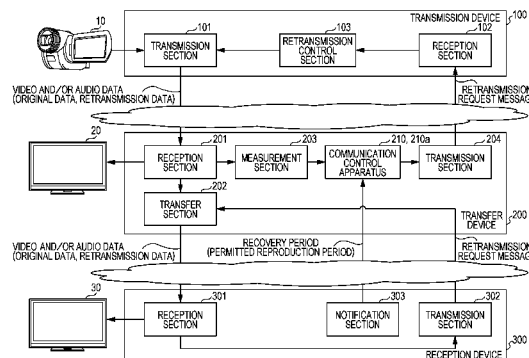 TRANSMISSION DEVICE
100
10
101
103
102
TRANSMISSION
SECTION
RETRANSMISSION
CONTROL
SECTION
RECEPTION
SECTION
VIDEO AND/OR AUDIO DATA
(ORIGINAL DATA, RETRANSMISSION DATA)
RETRANSMISSION
REQUEST MESSAGE
20
201
203
210, 210a
204
RECEPTION
SECTION
MEASUREMENT
SECTION
COMMUNICATION
CONTROL
APPARATUS
TRANSMISSION
SECTION
202
TRANSFER
SECTION
TRANSFER
DEVICE
200
VIDEO AND/OR AUDIO DATA
(ORIGINAL DATA, RETRANSMISSION DATA)
RECOVERY PERIOD
(PERMITTED REPRODUCTION PERIOD)
RETRANSMISSION
REQUEST MESSAGE
30
301
303
302
RECEPTION
SECTION
NOTIFICATION
SECTION
TRANSMISSION
SECTION
300
RECEPTION DEVICE